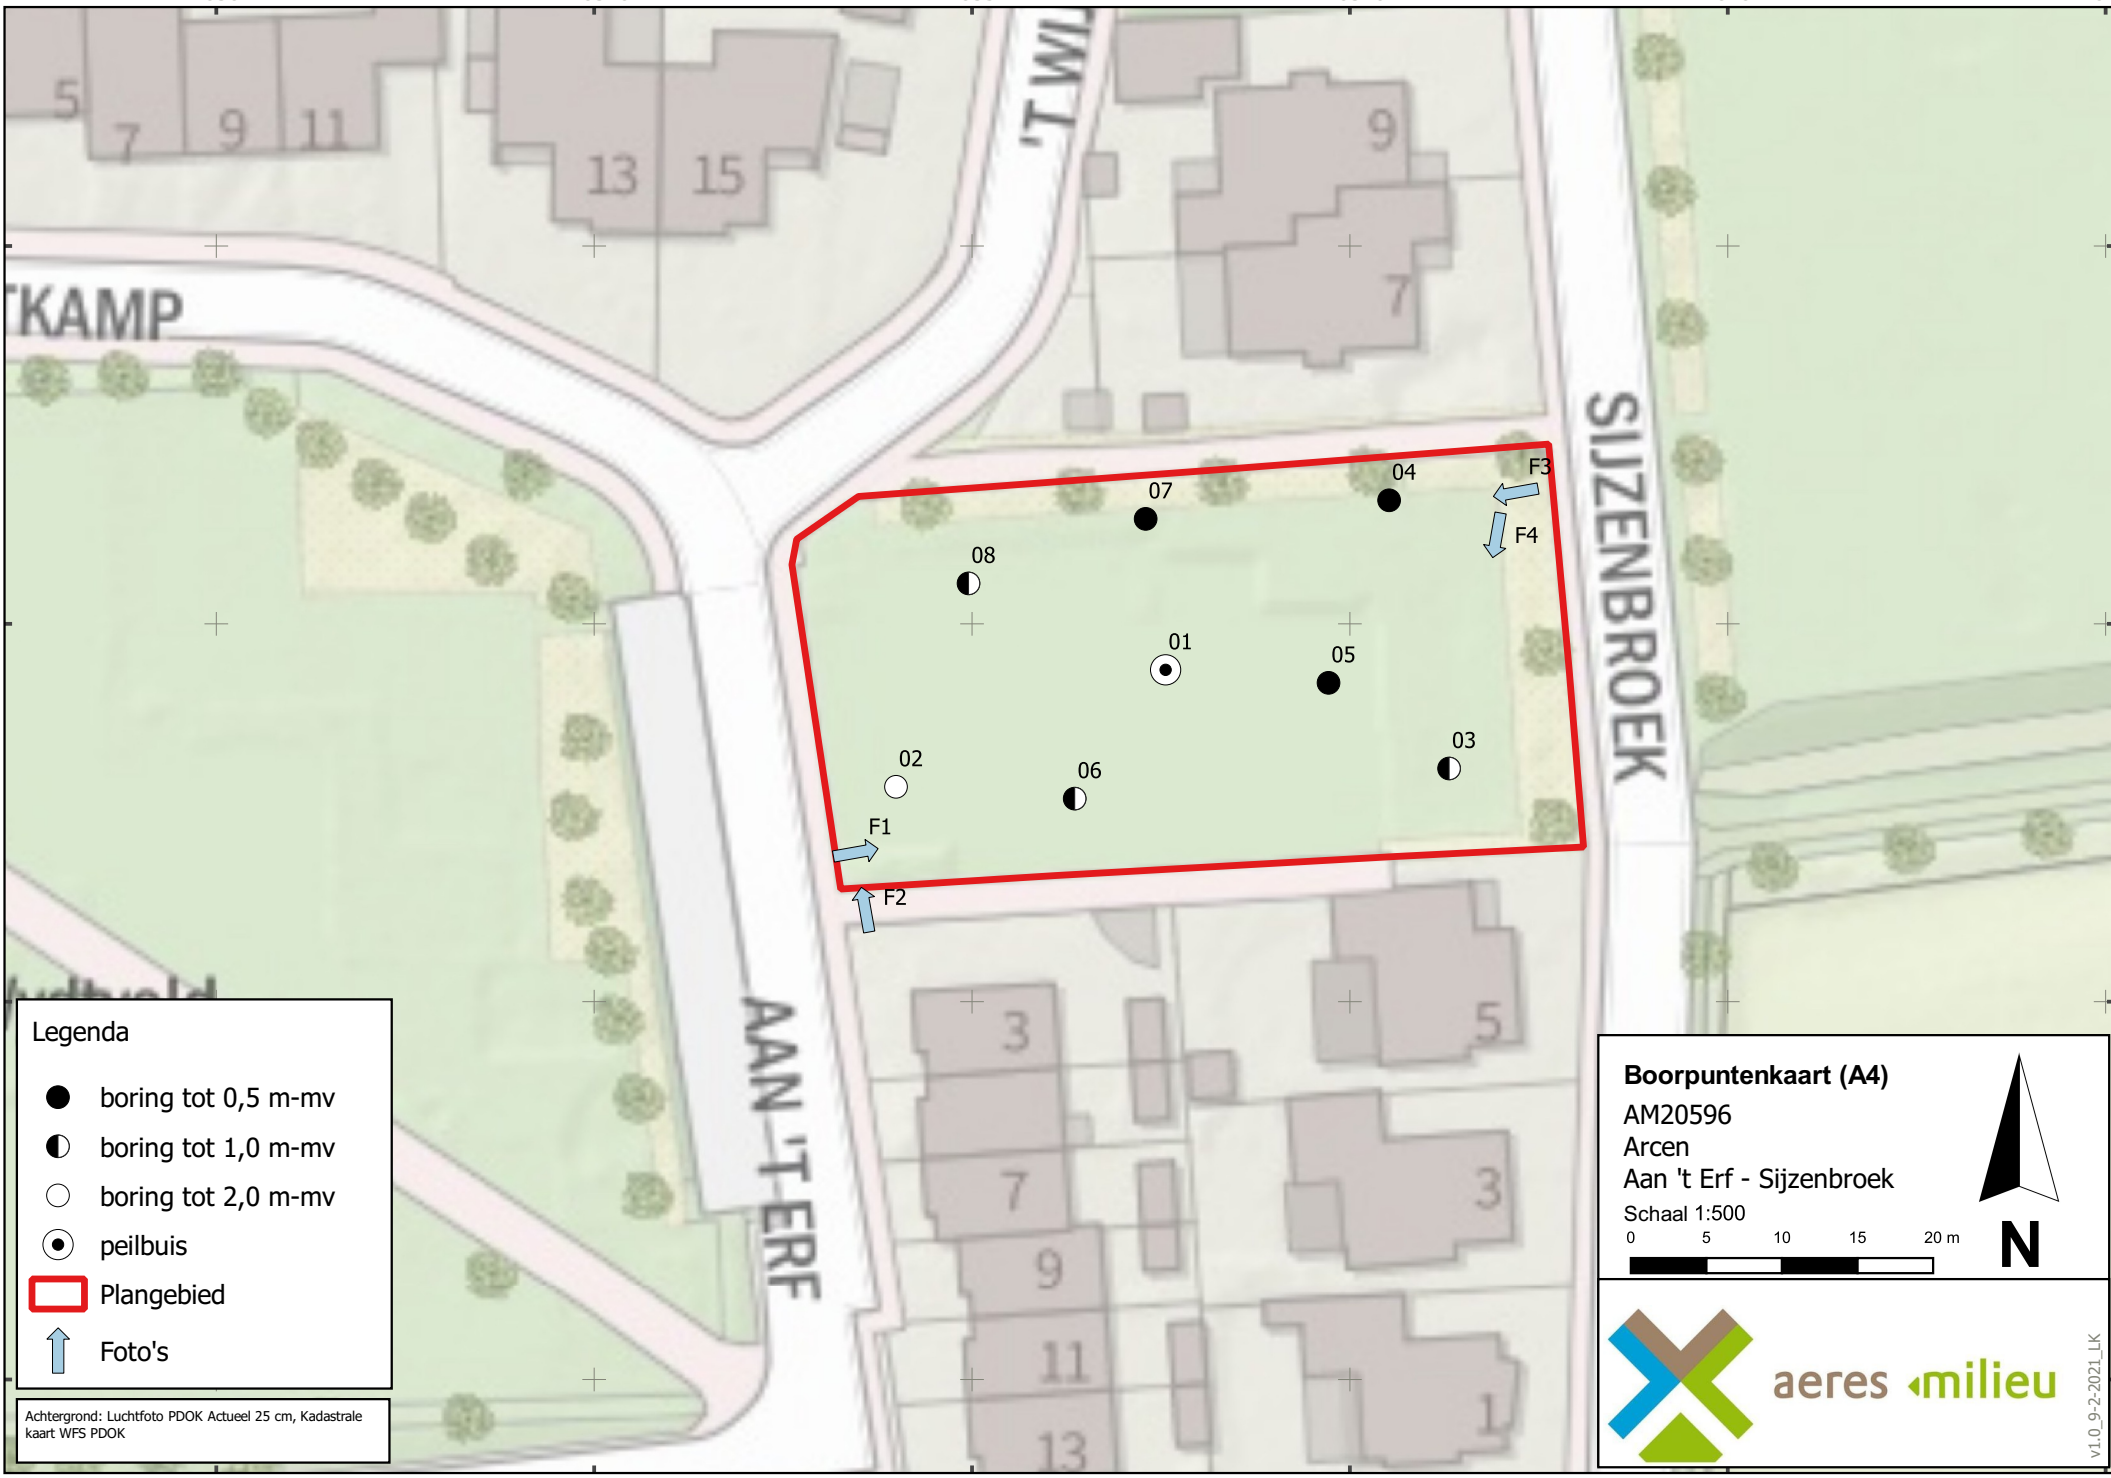 5
7
9
11
13
15
'T WIJ
9
7
TKAMP
SIJZENBROEK
F3
04
07
F4
08
01
05
03
02
06
F1
F2
AAN 'T ERF
3
5
7
3
9
11
1
13
Legenda
boring tot 0,5 m-mv
boring tot 1,0 m-mv
boring tot 2,0 m-mv
peilbuis
Plangebied
Foto's
Achtergrond: Luchtfoto PDOK Actueel 25 cm, Kadastrale
kaart WFS PDOK
Boorpuntenkaart (A4)
AM20596
Arcen
Aan 't Erf - Sijzenbroek
Schaal 1:500
0 5 10 15 20 m
N
aeres milieu
v1.0_9-2-2021_LK